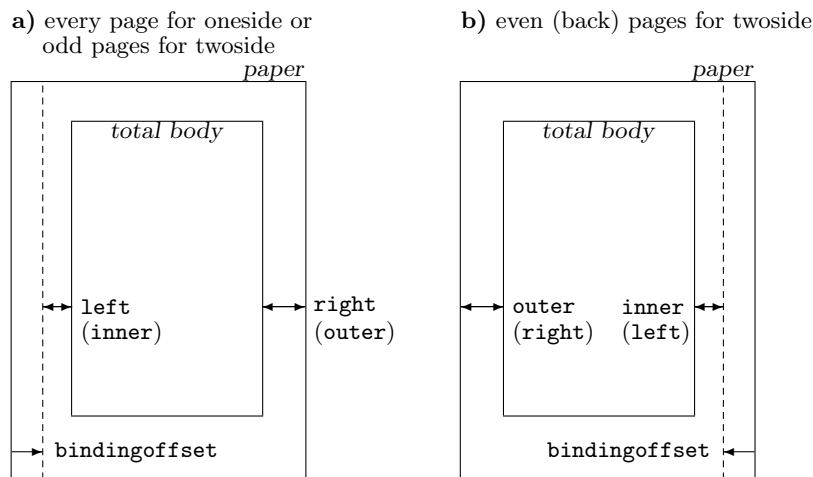 a) every page for oneside or
odd pages for twoside
paper
total body
left
(inner)
right
(outer)
bindingoffset
b) even (back) pages for twoside
paper
total body
outer
(right)
inner
(left)
bindingoffset